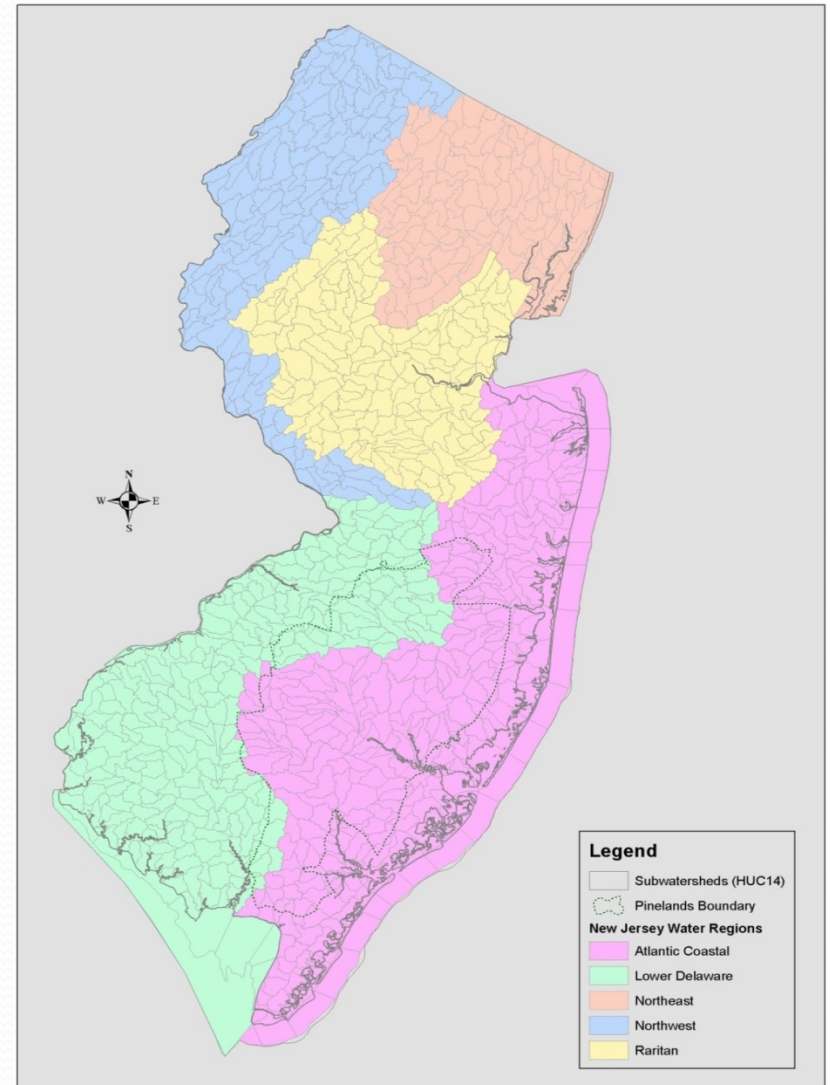 N
W E
S
Legend
Subwatersheds (HUC14)
Pinelands Boundary
New Jersey Water Regions
Atlantic Coastal
Lower Delaware
Northeast
Northwest
Raritan